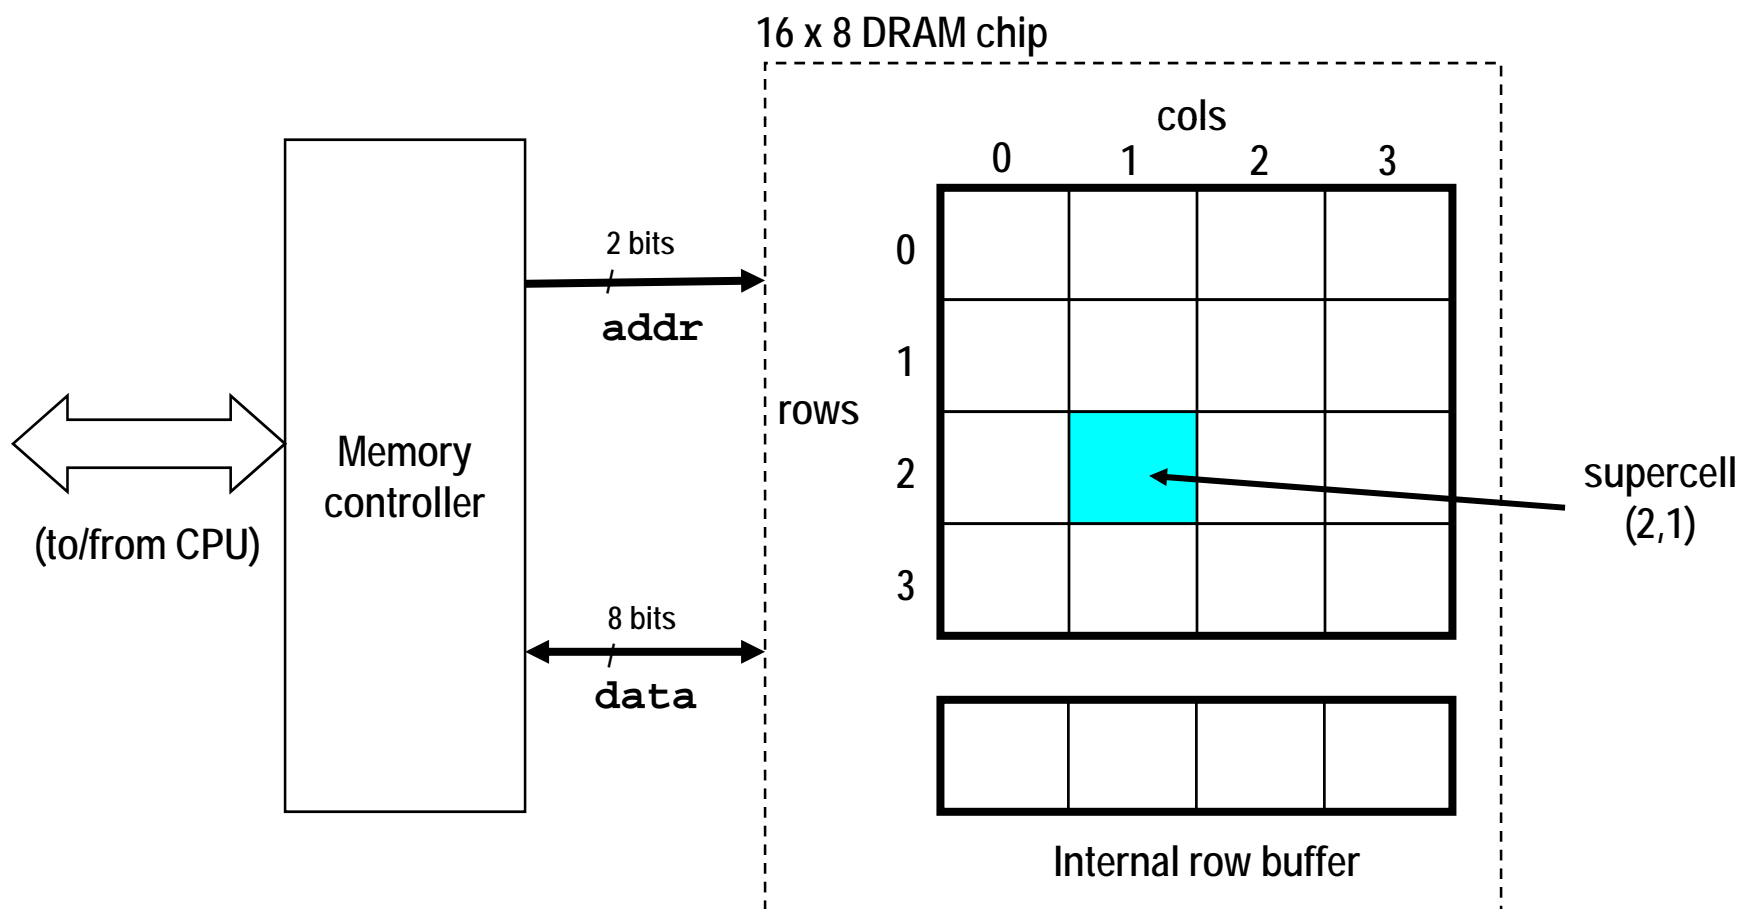 16 x 8 DRAM chip
cols
0 1 2 3
2 bits
addr
0
1
rows
2
3
Memory
controller
(to/from CPU)
supercell
(2,1)
8 bits
data
Internal row buffer